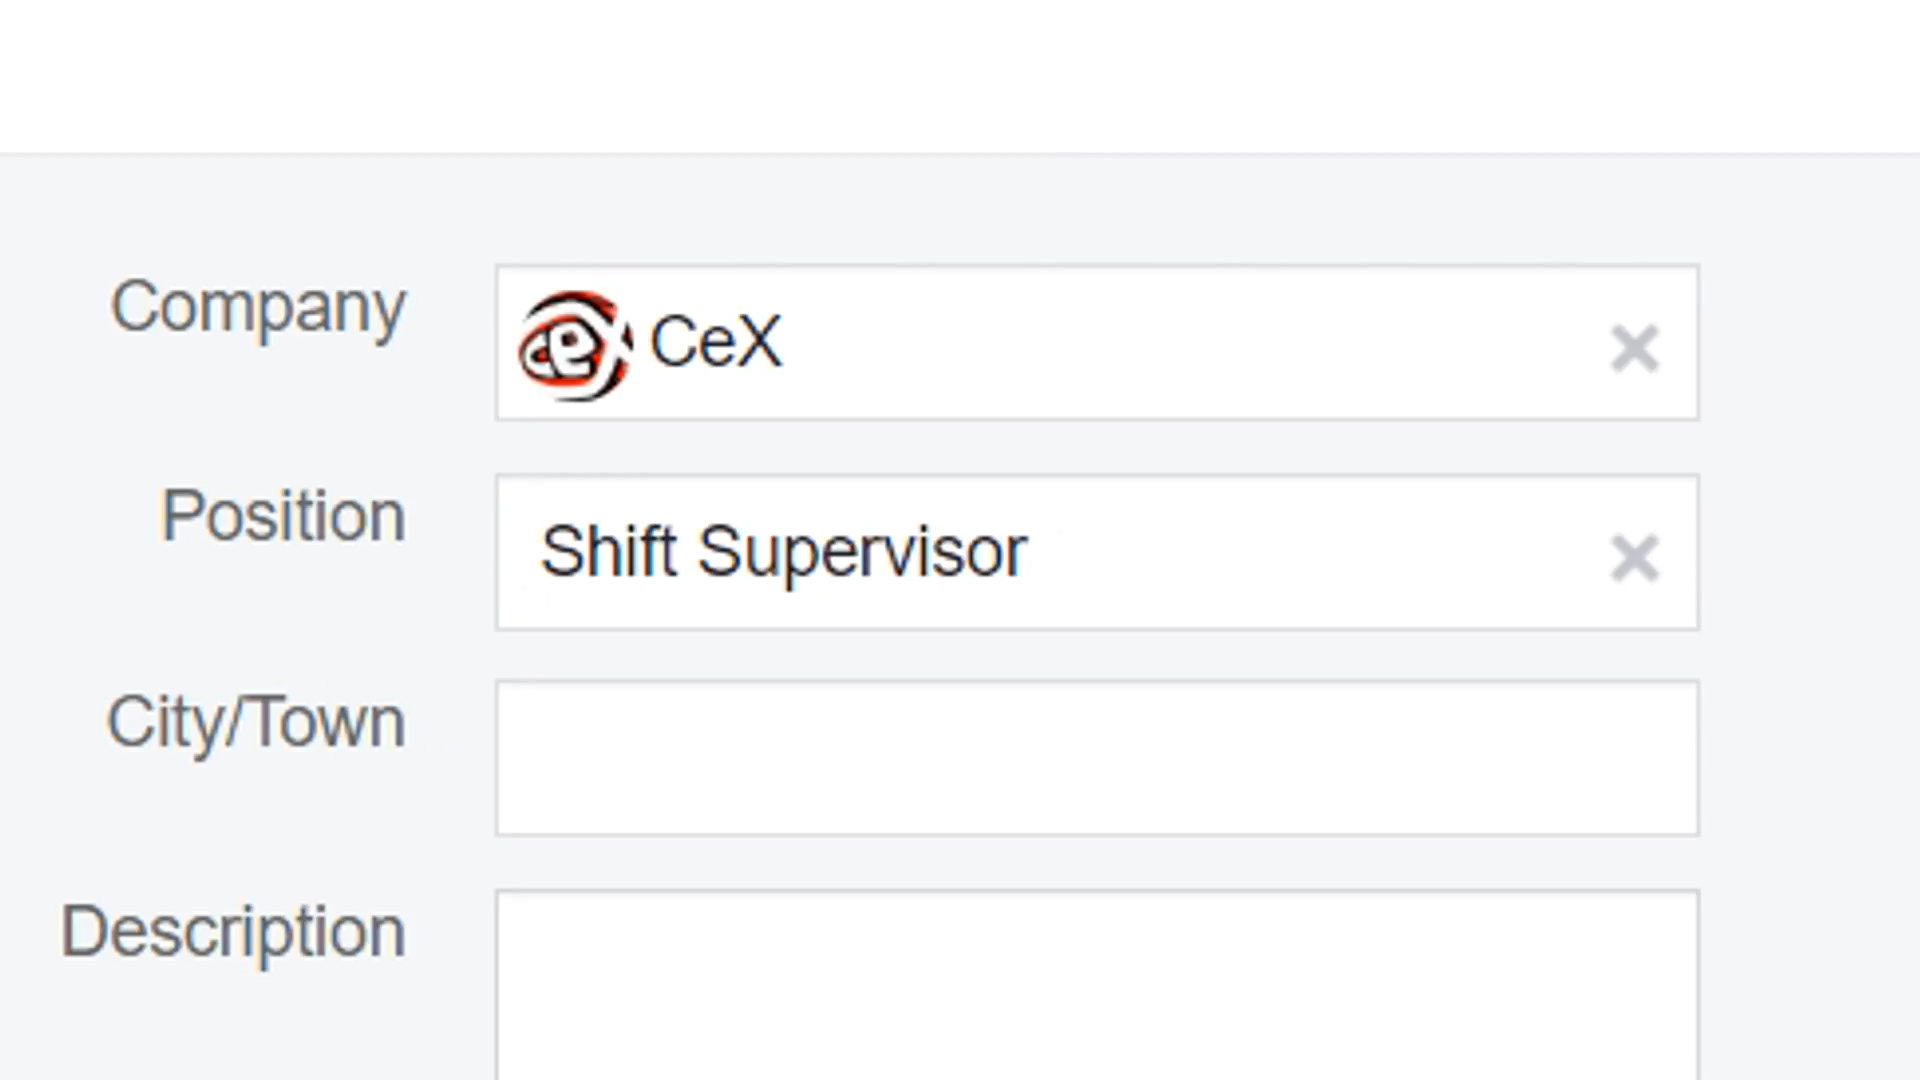 Company
CeX
Position
Shift Supervisor
City/Town
Description